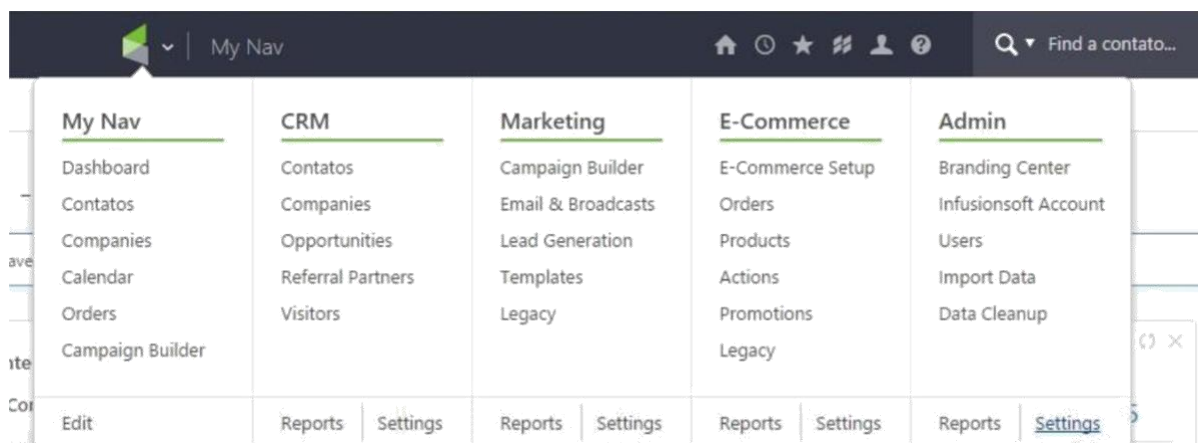 My Nav
Find a contato...
My Nav
Dashboard
Contatos
Companies
Calendar
Orders
Campaign Builder
Edit
CRM
Contatos
Companies
Opportunities
Referral Partners
Visitors
Reports
Settings
Marketing
Campaign Builder
Email & Broadcasts
Lead Generation
Templates
Legacy
Reports
Settings
E-Commerce
E-Commerce Setup
Orders
Products
Actions
Promotions
Legacy
Reports
Settings
Admin
Branding Center
Infusionsoft Account
Users
Import Data
Data Cleanup
Reports
Settings